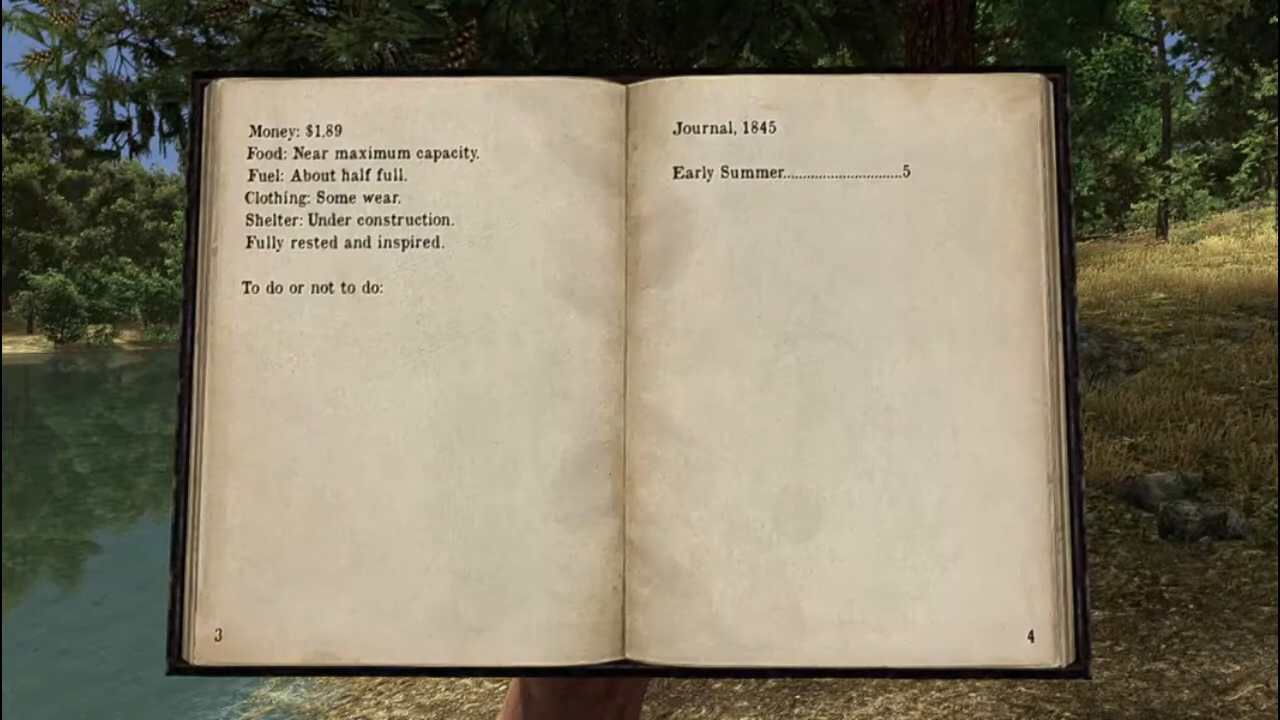 Money: $1.89
Food: Near maximum capacity.
Fuel: About half full.
Clothing: Some wear.
Shelter: Under construction.
Fully rested and inspired.
To do or not to do:
3
Journal, 1845
Early Summer..............................5
4